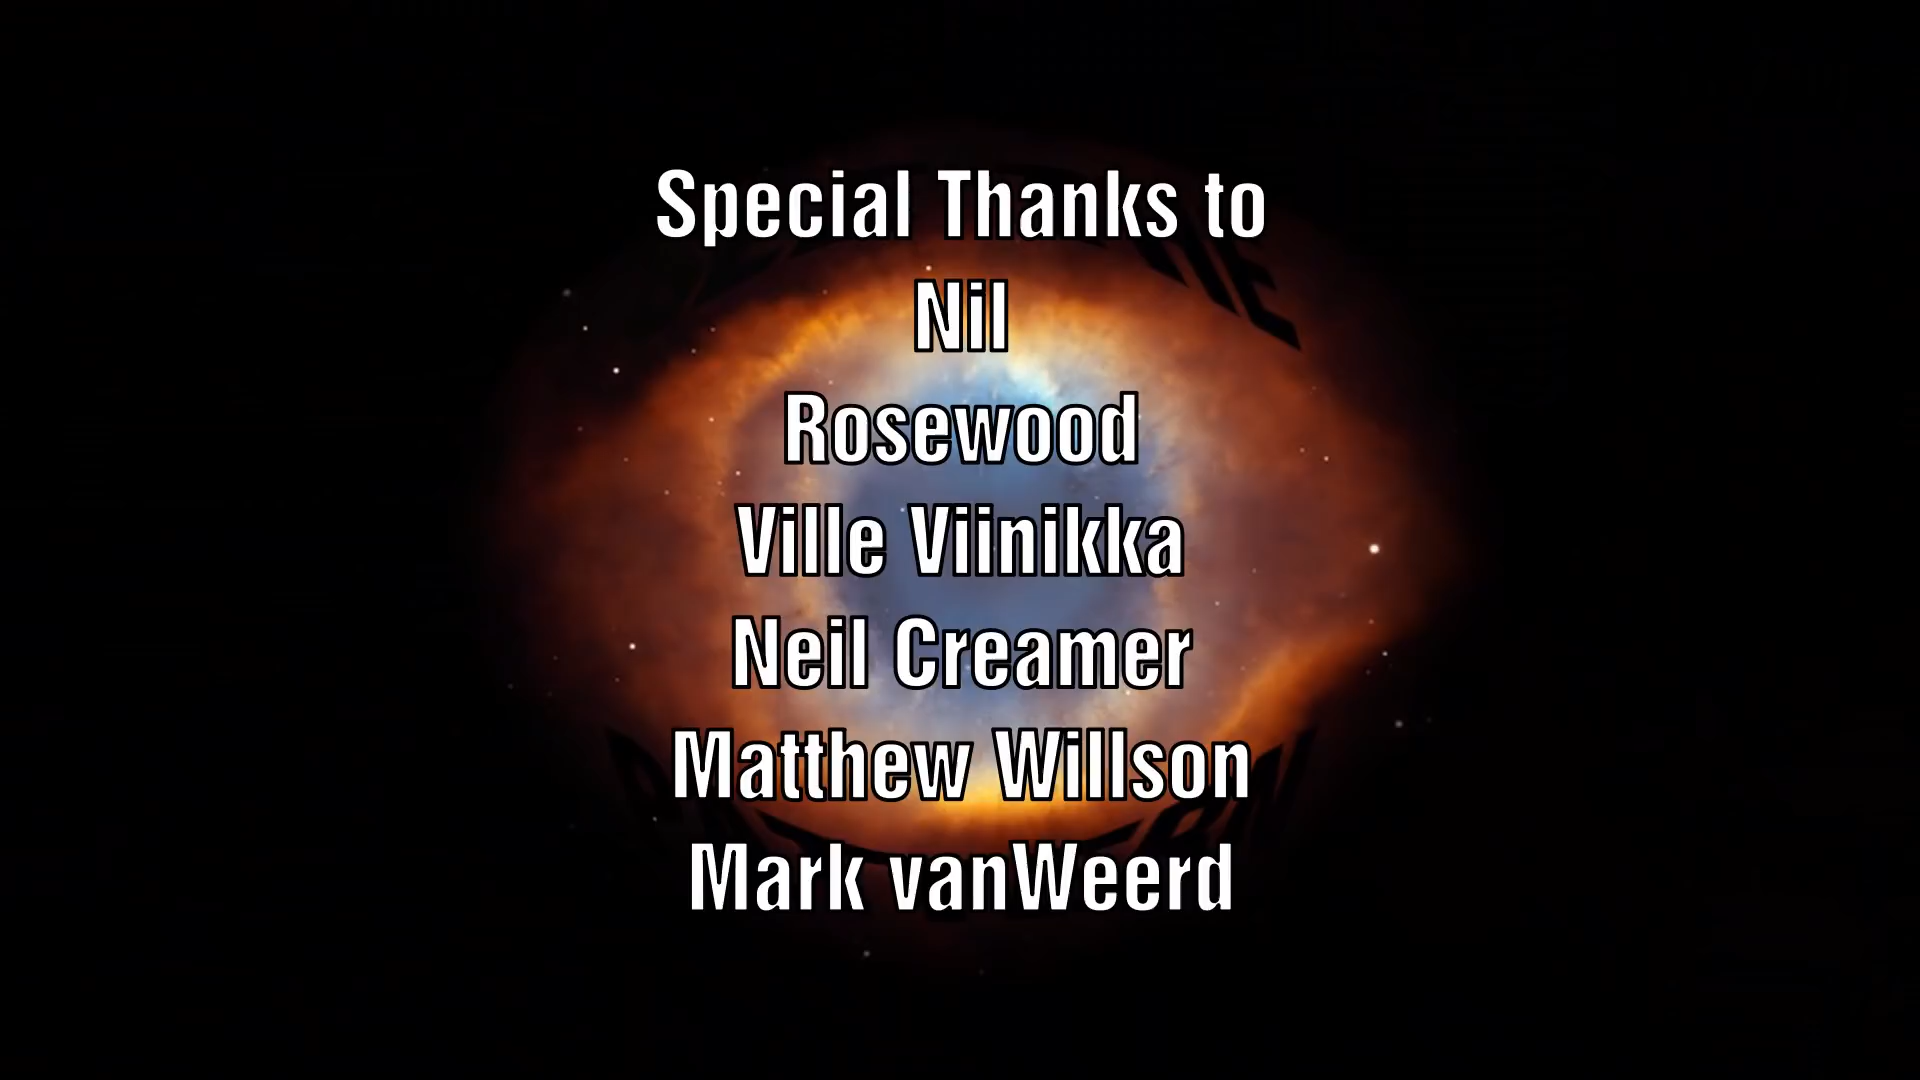 Special Thanks to
Nil
Rosewood
Ville Viinikka
Neil Creamer
Matthew Willson
Mark vanWeerd